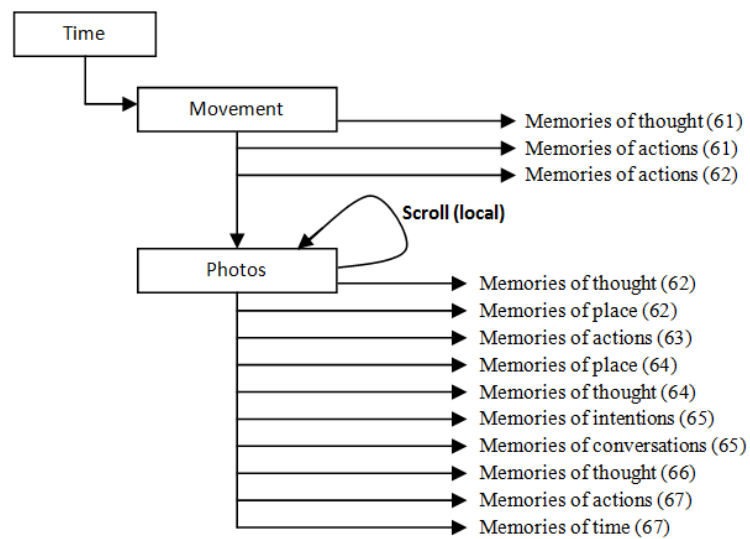 Time
Movement
Memories of thought (61)
Memories of actions (61)
Memories of actions (62)
Scroll (local)
Photos
Memories of thought (62)
Memories of place (62)
Memories of actions (63)
Memories of place (64)
Memories of thought (64)
Memories of intentions (65)
Memories of conversations (65)
Memories of thought (66)
Memories of actions (67)
Memories of time (67)